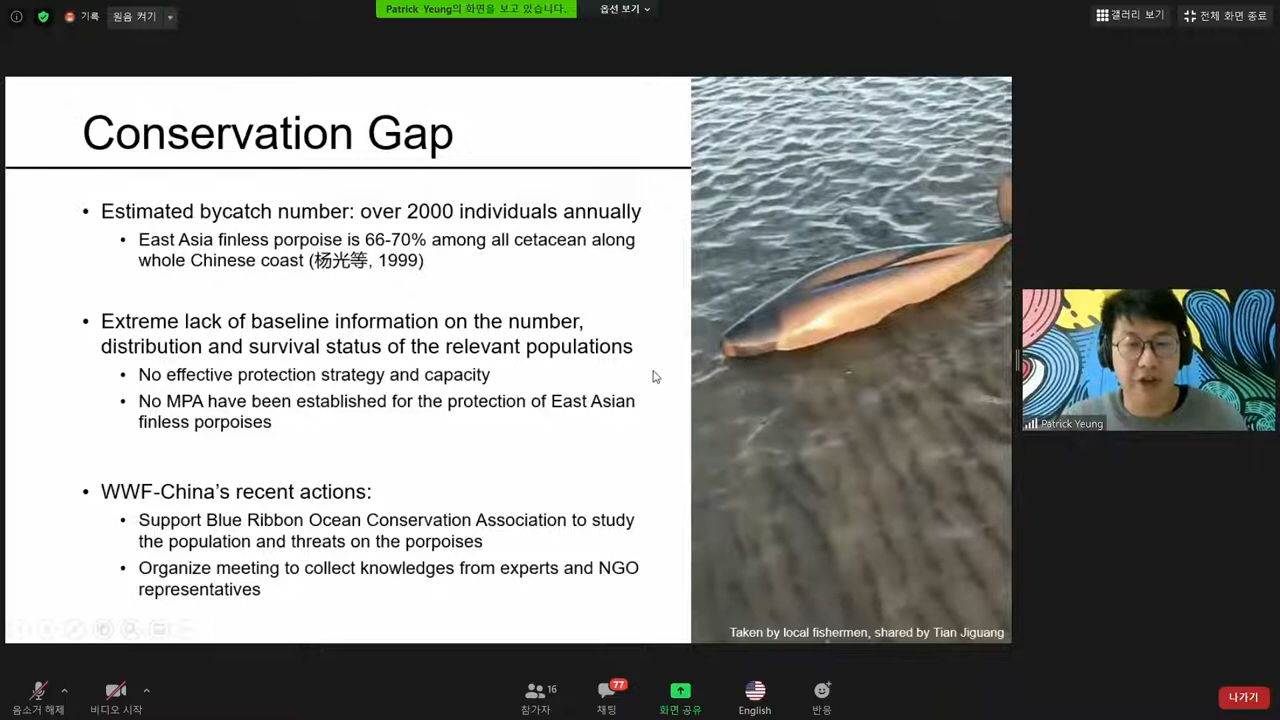 기록
원음 켜기
Patrick Yeung의 화면을 보고 있습니다.
옵션 보기
갤러리 보기
전체 화면 종료
Conservation Gap
• Estimated bycatch number: over 2000 individuals annually
• East Asia finless porpoise is 66-70% among all cetacean along
whole Chinese coast (杨光等, 1999)
• Extreme lack of baseline information on the number,
distribution and survival status of the relevant populations
• No effective protection strategy and capacity
• No MPA have been established for the protection of East Asian
finless porpoises
• WWF-China's recent actions:
• Support Blue Ribbon Ocean Conservation Association to study
the population and threats on the porpoises
• Organize meeting to collect knowledges from experts and NGO
representatives
Taken by local fishermen, shared by Tian Jiguang
Patrick Yeung
음소거 해제
비디오 시작
16
참가자
77
채팅
화면 공유
English
반응
나가기